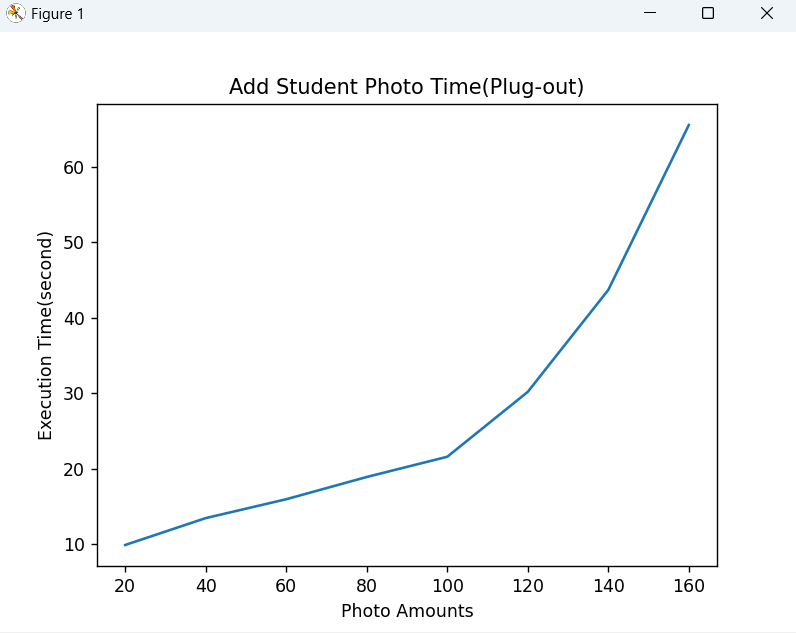 Figure 1
Add Student Photo Time(Plug-out)
60
50
40
30
20
10
Execution Time(second)
20 40 60 80 100 120 140 160
Photo Amounts